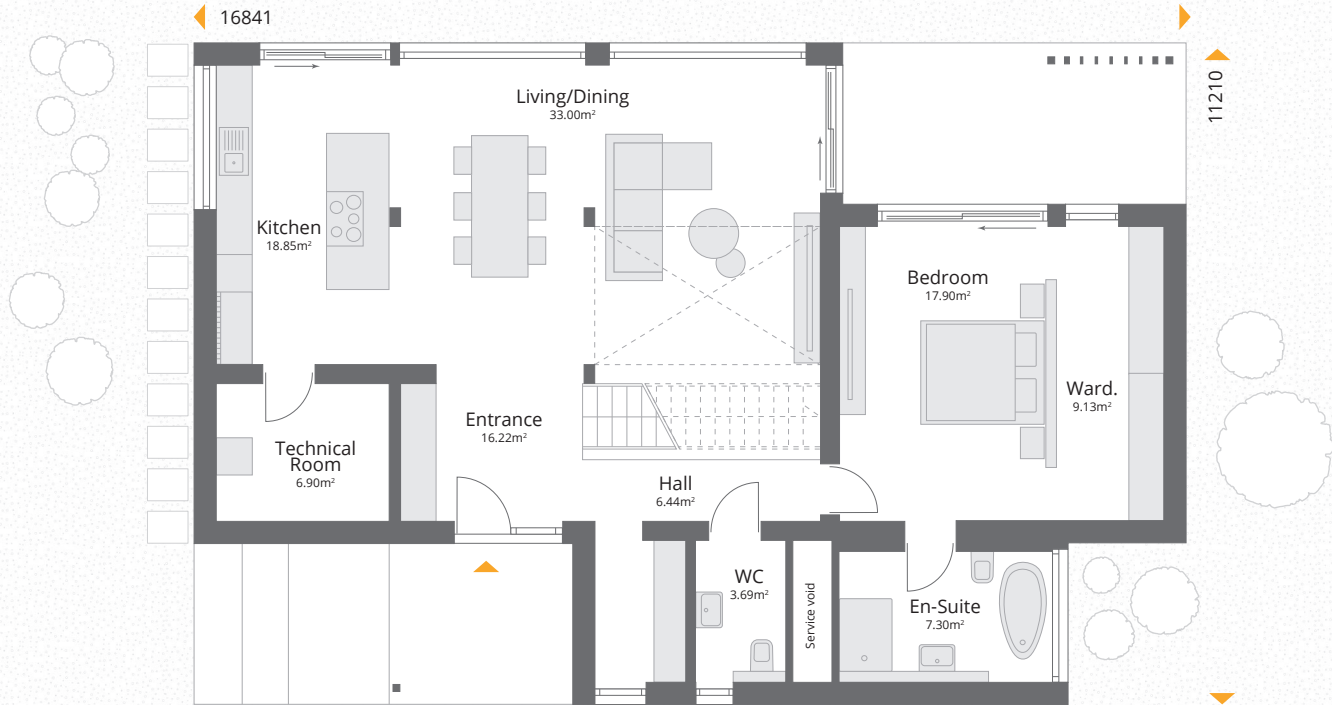 16841
11210
Living/Dining
33.00m²
Kitchen
18.85m²
Bedroom
17.90m²
Ward.
9.13m²
Entrance
16.22m²
Technical
Room
6.90m²
Hall
6.44m²
WC
3.69m²
Service void
En-Suite
7.30m²